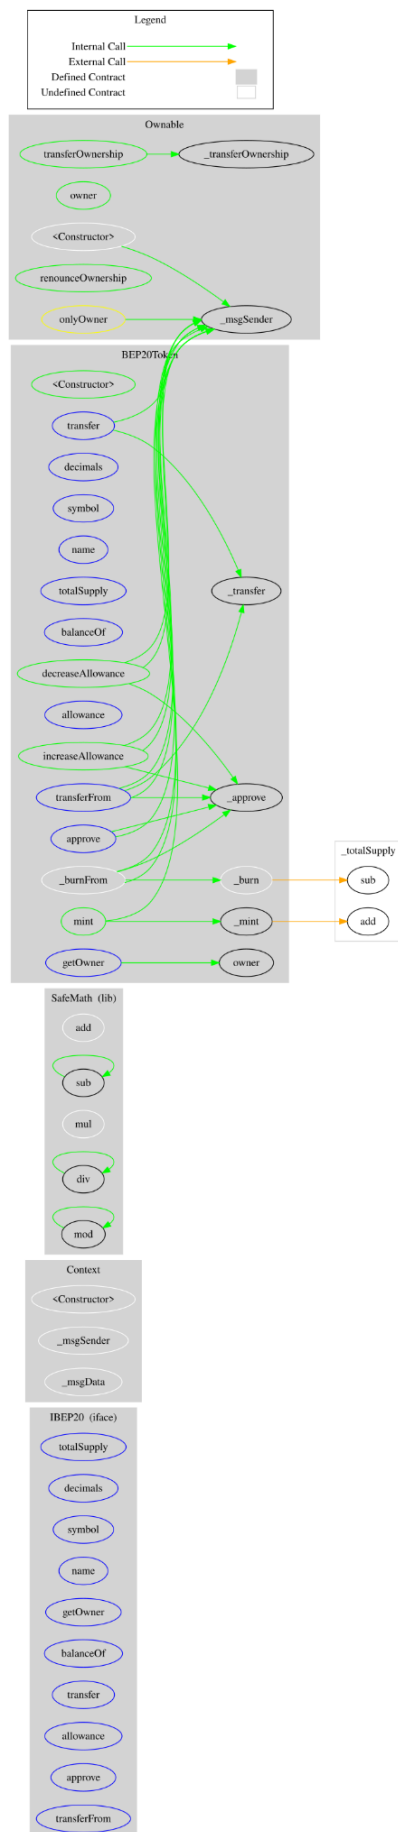 Legend
Internal Call
External Call
Defined Contract
Undefined Contract
Ownable
transferOwnership
_transferOwnership
owner
<Constructor>
renounceOwnership
onlyOwner
_msgSender
BEP20Token
<Constructor>
transfer
decimals
symbol
name
_transfer
totalSupply
balanceOf
decreaseAllowance
allowance
increaseAllowance
transferFrom
_approve
approve
_totalSupply
_burnFrom
_burn
sub
mint
_mint
add
getOwner
owner
SafeMath (lib)
add
sub
mul
div
mod
Context
<Constructor>
_msgSender
_msgData
IBEP20 (iface)
totalSupply
decimals
symbol
name
getOwner
balanceOf
transfer
allowance
approve
transferFrom